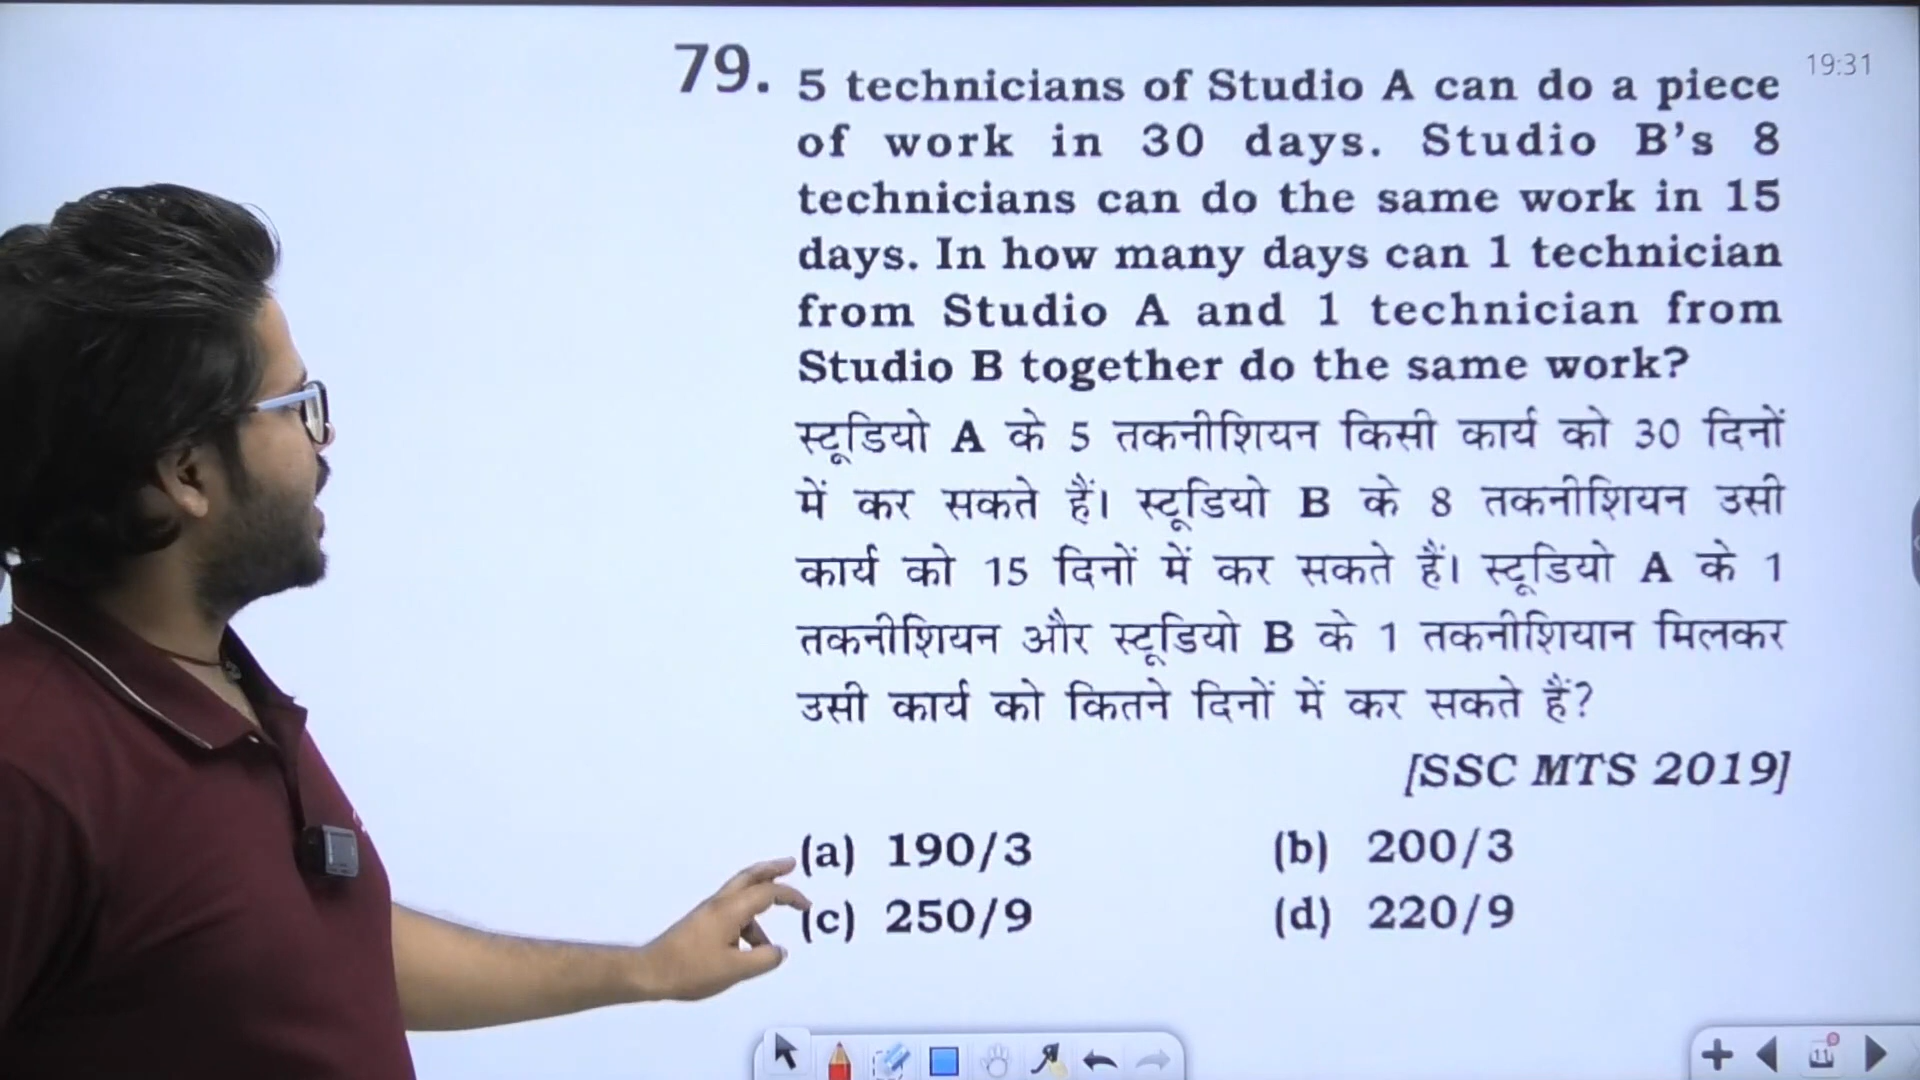 79. 5 technicians of Studio A can do a piece
19:31
of work in 30 days. Studio B's 8
technicians can do the same work in 15
days. In how many days can 1 technician
from Studio A and 1 technician from
Studio B together do the same work?
स्टूडियो A के 5 तकनीशियन किसी कार्य को 30 दिनों
में कर सकते हैं। स्टूडियो B के 8 तकनीशियन उसी
कार्य को 15 दिनों में कर सकते हैं। स्टूडियो A के 1
तकनीशियन और स्टूडियो B के 1 तकनीशियान मिलकर
उसी कार्य को कितने दिनों में कर सकते हैं?
[SSC MTS 2019]
(a) 190/3 (b) 200/3
(c) 250/9 (d) 220/9
11